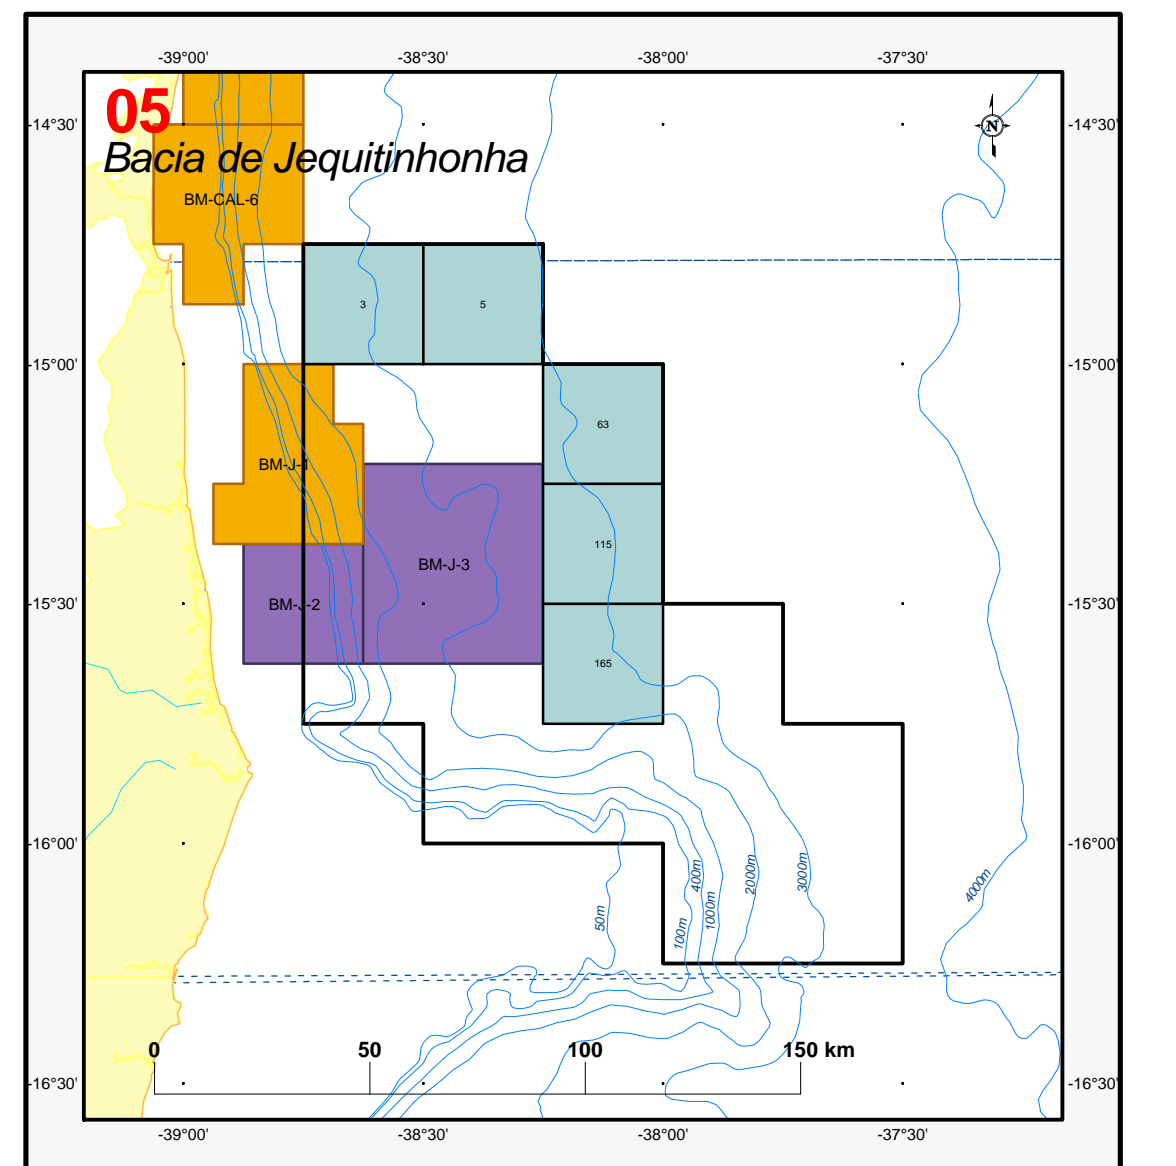 -39°00' -38°30' -38°00' -37°30'
05
-14°30' -14°30'
N
Bacia de Jequitinhonha
BM-CAL-6
3 5
-15°00' -15°00'
63
BM-J-1
115
BM-J-3
BM-J-2
-15°30' -15°30'
165
-16°00' -16°00'
50m
100m
400m
1000m
2000m
3000m
4000m
0 50 100 150 km
-16°30' -16°30'
-39°00' -38°30' -38°00' -37°30'